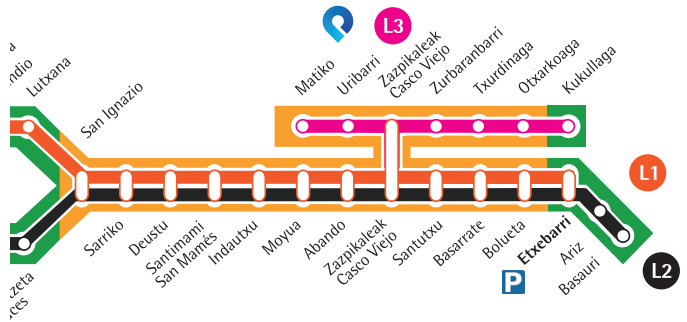 Lutxana
San Ignazio
Matiko
Uribarri
Zazpikaleak
Casco Viejo
Zurbaranbarri
Txurdinaga
Otxarkoaga
Kukullaga
L3
L1
L2
Sarriko
Deustu
Santimami
San Mamés
Indautxu
Moyua
Abando
Zazpikaleak
Casco Viejo
Santutxu
Basarrate
Bolueta
Etxebarri
Ariz
Basauri
P